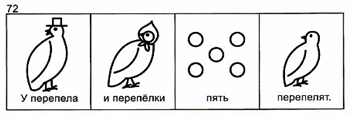 72
У перепела
и перепёлки
пять
перепелят.